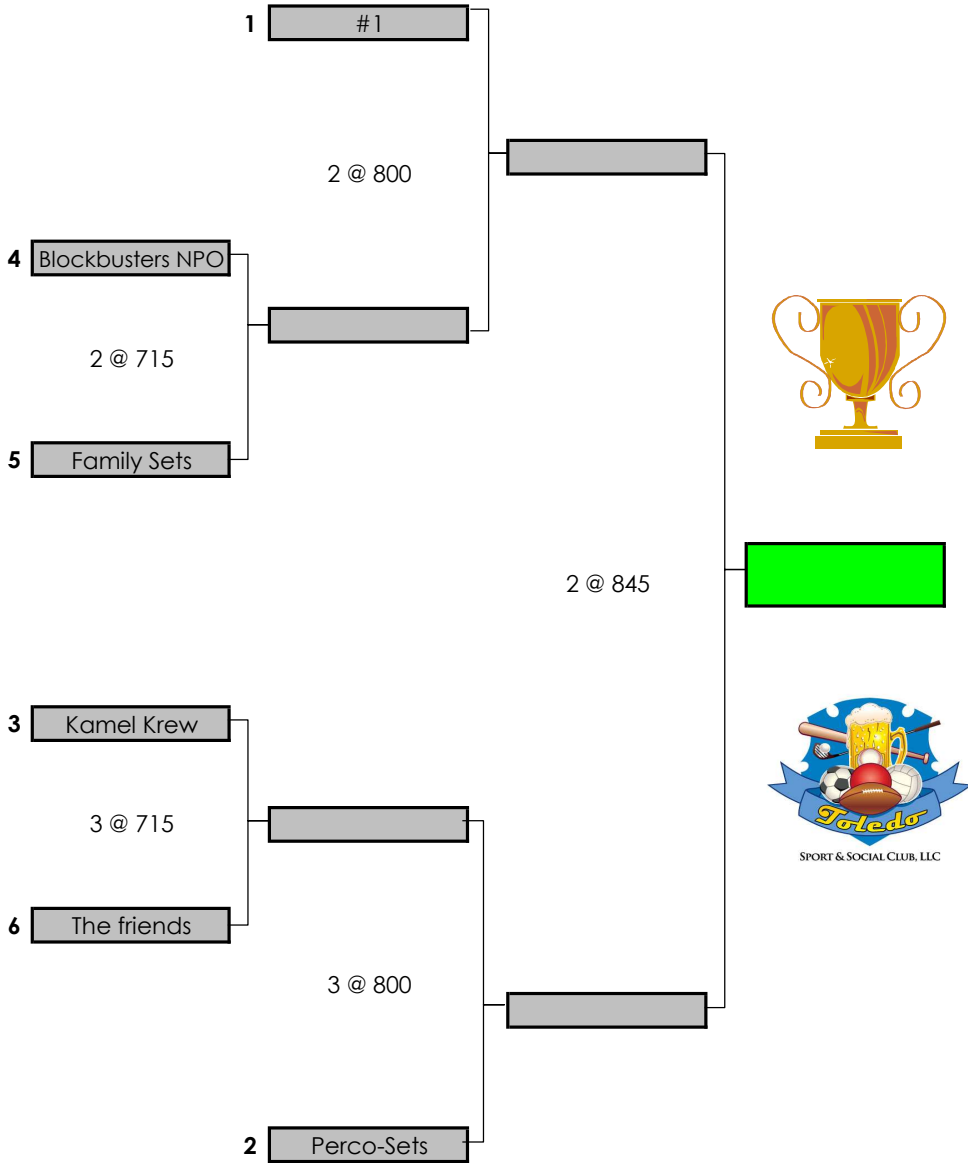 1 #1
2 @ 800
4 Blockbusters NPO
2 @ 715
5 Family Sets
2 @ 845
3 Kamel Krew
3 @ 715
Toledo
SPORT & SOCIAL CLUB, LLC
6 The friends
3 @ 800
2 Perco-Sets